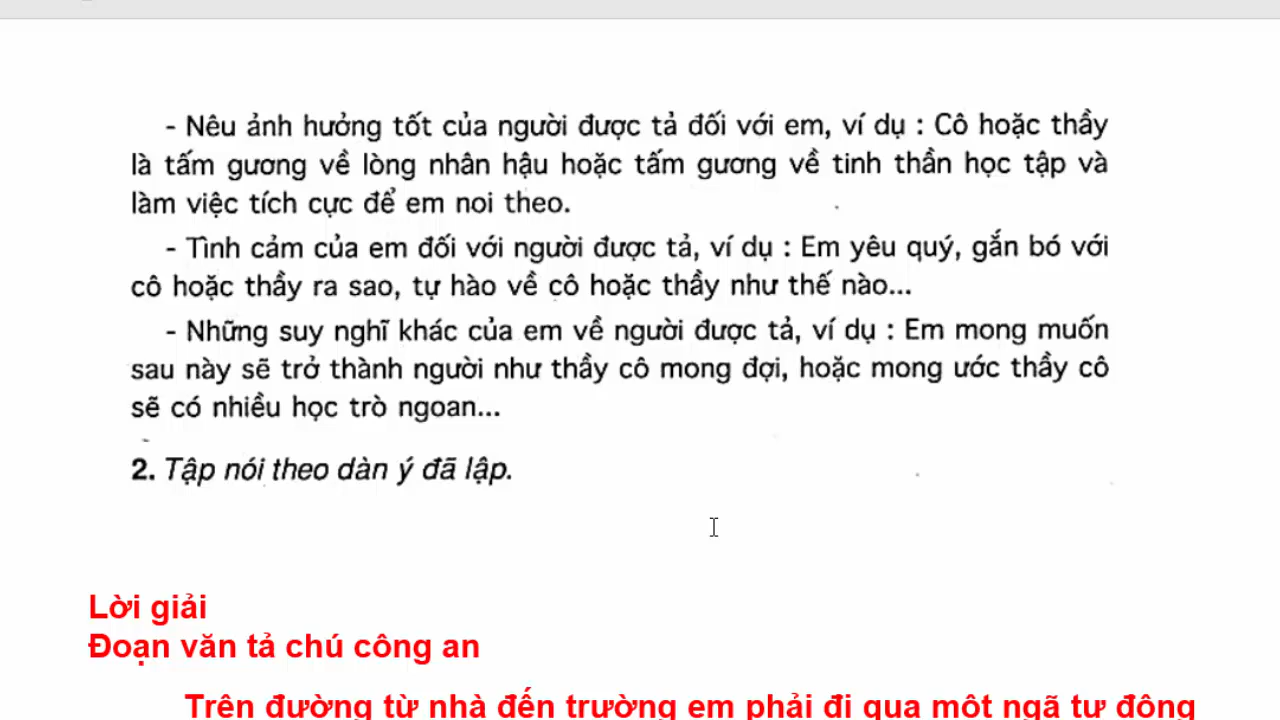 - Nêu ảnh hưởng tốt của người được tả đối với em, ví dụ : Cô hoặc thầy
là tấm gương về lòng nhân hậu hoặc tấm gương về tinh thần học tập và
làm việc tích cực để em noi theo.
- Tình cảm của em đối với người được tả, ví dụ : Em yêu quý, gắn bó với
cô hoặc thầy ra sao, tự hào về cô hoặc thầy như thế nào...
- Những suy nghĩ khác của em về người được tả, ví dụ : Em mong muốn
sau này sẽ trở thành người như thầy cô mong đợi, hoặc mong ước thầy cô
sẽ có nhiều học trò ngoan...
2. Tập nói theo dàn ý đã lập.
Lời giải
Đoạn văn tả chú công an
Trên đường từ nhà đến trường em phải đi qua một ngã tư đông